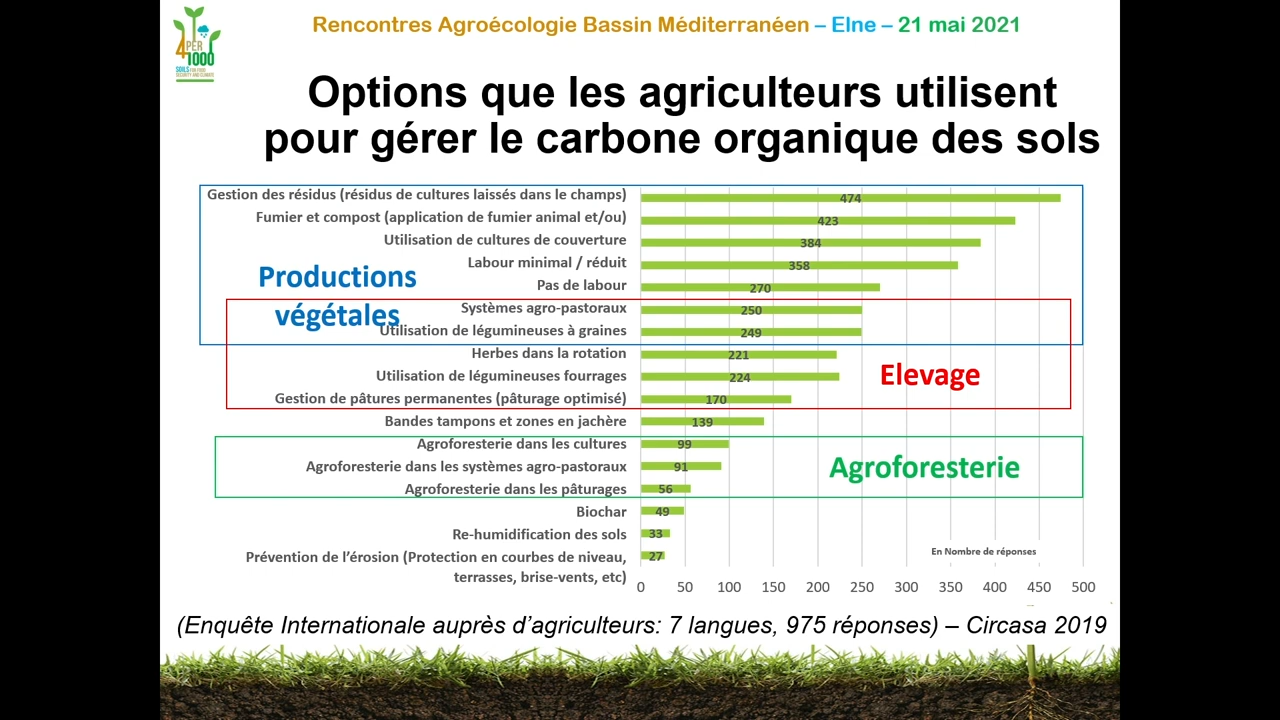 Rencontres Agroécologie Bassin Méditerranéen – Elne – 21 mai 2021
4 PER
1000
SOILS FOR FOOD
SECURITY AND CLIMATE
Options que les agriculteurs utilisent
pour gérer le carbone organique des sols
Gestion des résidus (résidus de cultures laissés dans le champs) 474
Fumier et compost (application de fumier animal et/ou) 423
Utilisation de cultures de couverture 384
Labour minimal / réduit 358
Pas de labour 270
Productions
végétales
Systèmes agro-pastoraux 250
Utilisation de légumineuses à graines 249
Herbes dans la rotation 221
Utilisation de légumineuses fourrages 224
Elevage
Gestion de pâtures permanentes (pâturage optimisé) 170
Bandes tampons et zones en jachère 139
Agroforesterie dans les cultures 99
Agroforesterie dans les systèmes agro-pastoraux 91
Agroforesterie
Agroforesterie dans les pâturages 56
Biochar 49
Re-humidification des sols 33
Prévention de l’érosion (Protection en courbes de niveau, 27
terrasses, brise-vents, etc)
En Nombre de réponses
0 50 100 150 200 250 300 350 400 450 500
(Enquête Internationale auprès d’agriculteurs: 7 langues, 975 réponses) – Circasa 2019